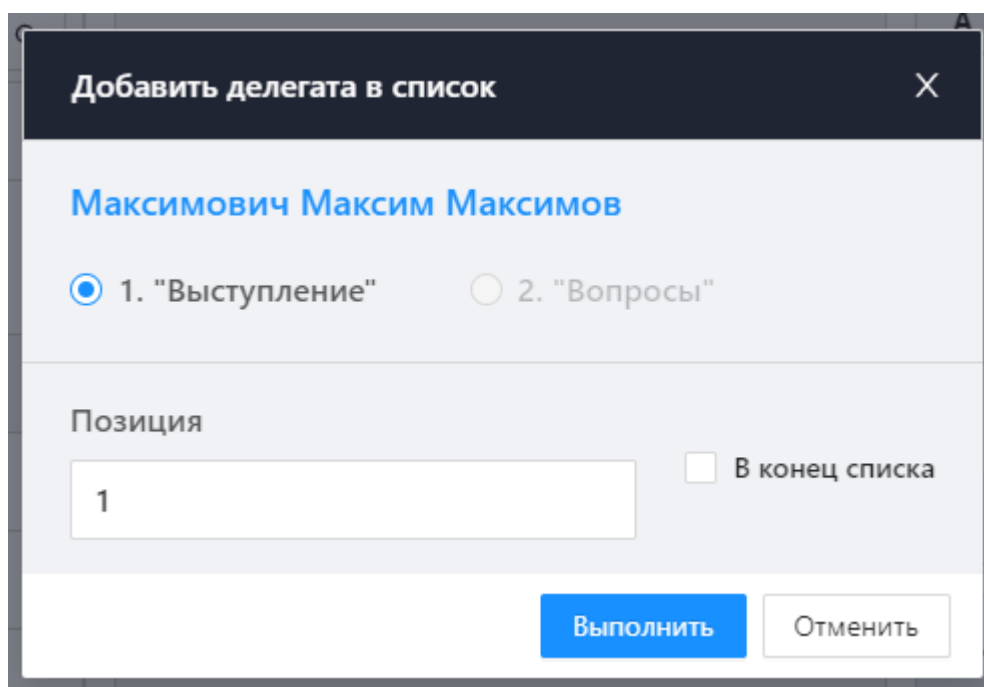 Добавить делегата в список X
Максимович Максим Максимов
1. "Выступление" 2. "Вопросы"
Позиция
1 В конец списка
Выполнить Отменить